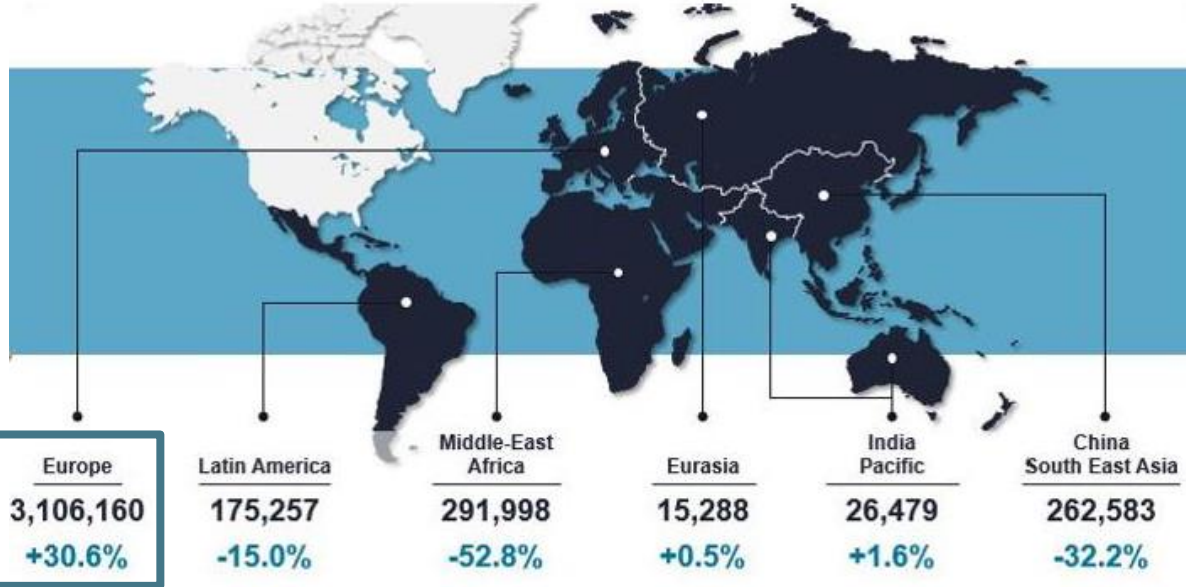 Europe
3,106,160
+30.6%
Latin America
175,257
-15.0%
Middle-East
Africa
291,998
-52.8%
Eurasia
15,288
+0.5%
India
Pacific
26,479
+1.6%
China
South East Asia
262,583
-32.2%